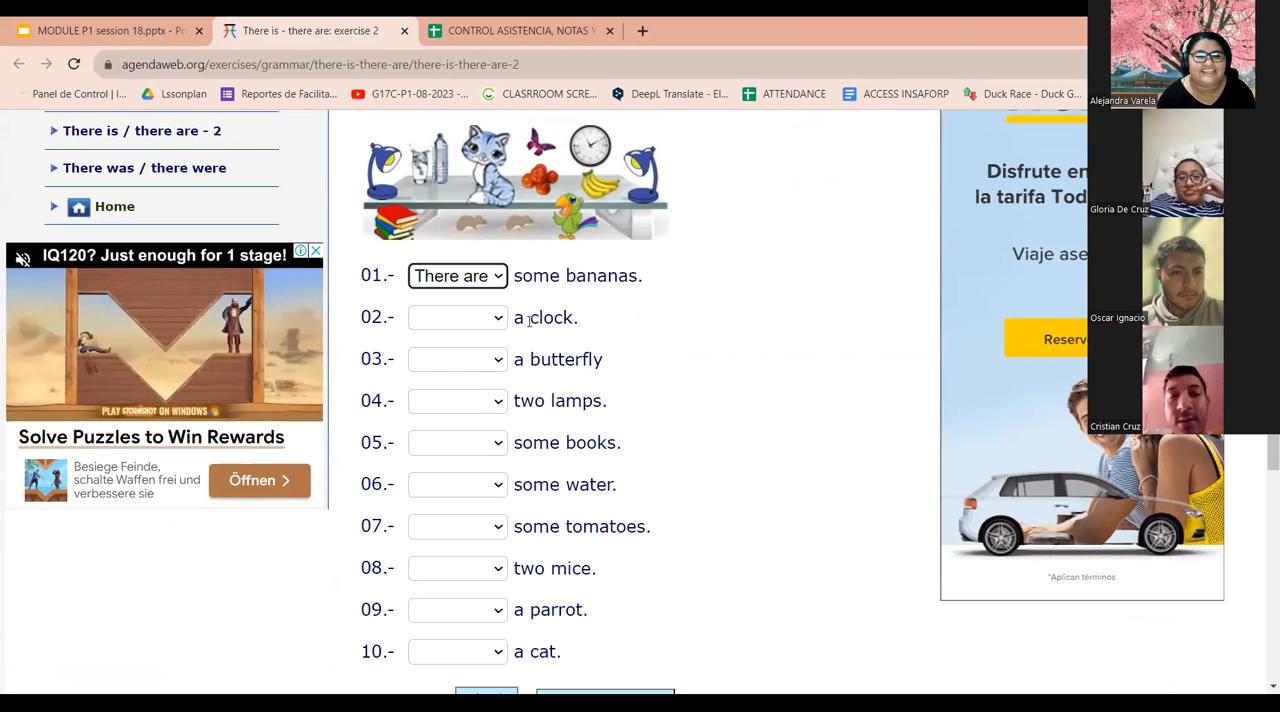 MODULE P1 session 18.pptx - Pr
There is - there are: exercise 2
CONTROL ASISTENCIA, NOTAS Y
agendaweb.org/exercises/grammar/there-is-there-are/there-is-there-are-2
Panel de Control | I...
Lssonplan
Reportes de Facilita...
G17C-P1-08-2023 -...
CLASRROOM SCRE...
DeepL Translate - El...
ATTENDANCE
ACCESS INSAFORP
Duck Race - Duck G...
Alejandra Varela
Gloria De Cruz
Oscar Ignacio
Cristian Cruz
There is / there are - 2
There was / there were
Home
IQ120? Just enough for 1 stage!
PLAY STORMSHOT ON WINDOWS
Solve Puzzles to Win Rewards
Besiege Feinde,
schalte Waffen frei und
verbessere sie
Öffnen
01.- There are some bananas.
02.- a clock.
03.- a butterfly
04.- two lamps.
05.- some books.
06.- some water.
07.- some tomatoes.
08.- two mice.
09.- a parrot.
10.- a cat.
Disfrute en
la tarifa Tod
Viaje ase
Reserv
*Aplican términos.